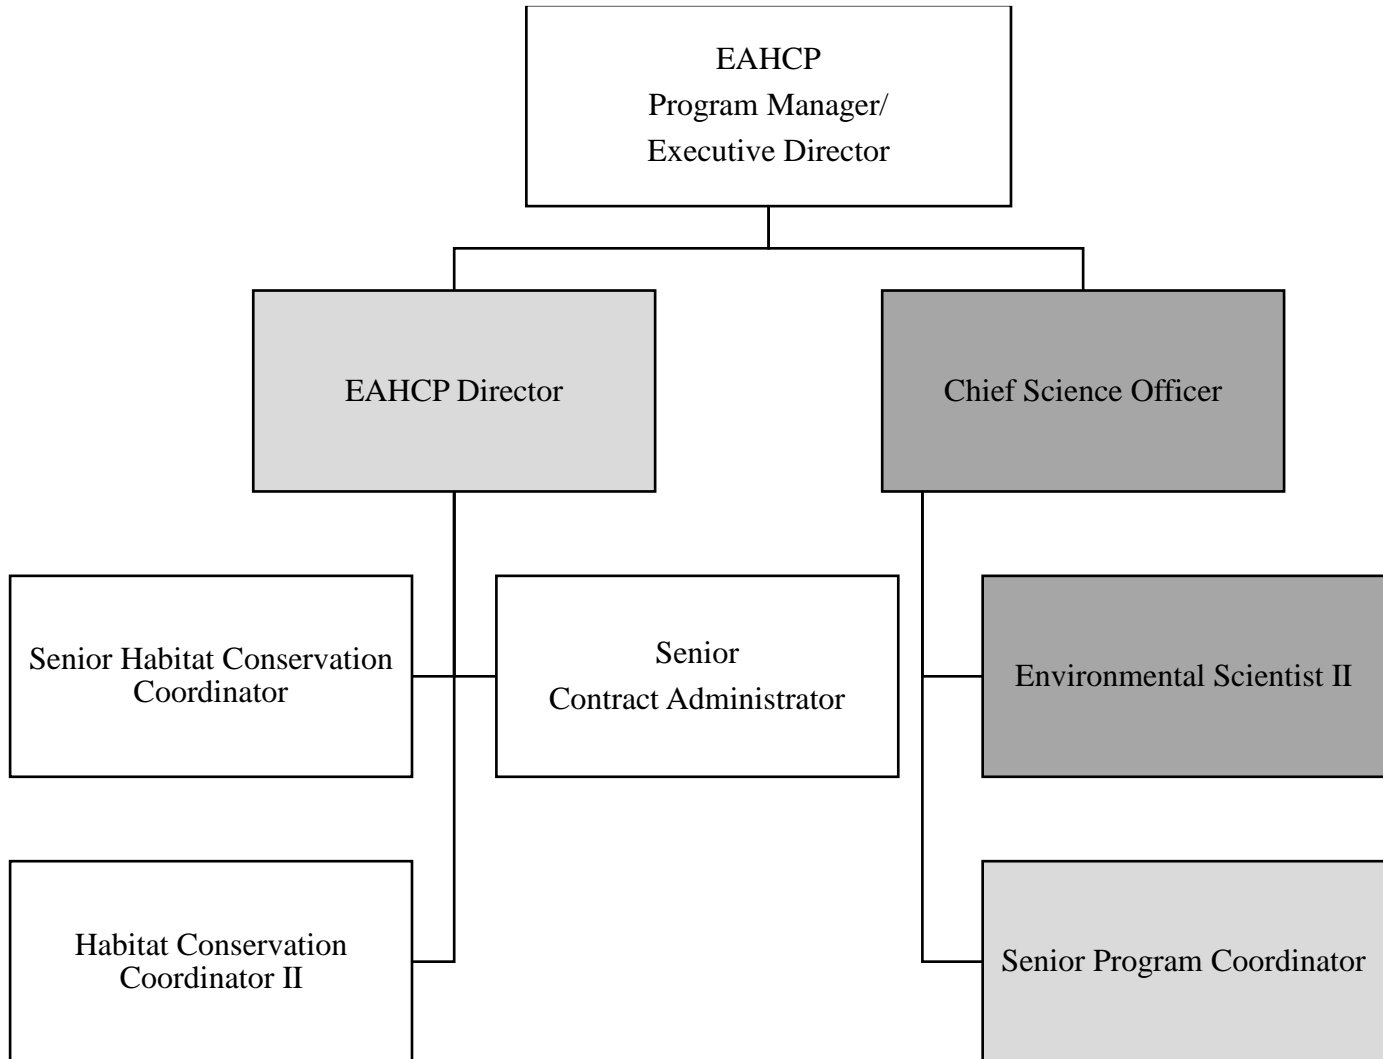 EAHCP
Program Manager/
Executive Director
EAHCP Director
Chief Science Officer
Senior Habitat Conservation
Coordinator
Senior
Contract Administrator
Environmental Scientist II
Habitat Conservation
Coordinator II
Senior Program Coordinator